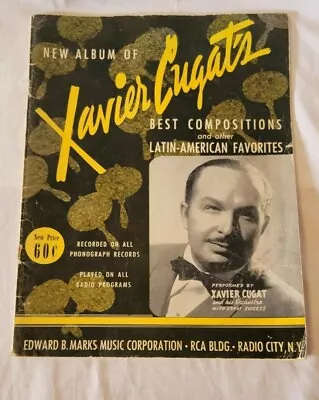 NEW ALBUM OF
Xavier Cugat's
BEST COMPOSITIONS
and other
LATIN-AMERICAN FAVORITES
New Price
60¢
RECORDED ON ALL
PHONOGRAPH RECORDS
PLAYED ON ALL
RADIO PROGRAMS
PERFORMED BY
XAVIER CUGAT
and his Orchestra
WITH GREAT SUCCESS
EDWARD B. MARKS MUSIC CORPORATION • RCA BLDG. • RADIO CITY, N.Y.